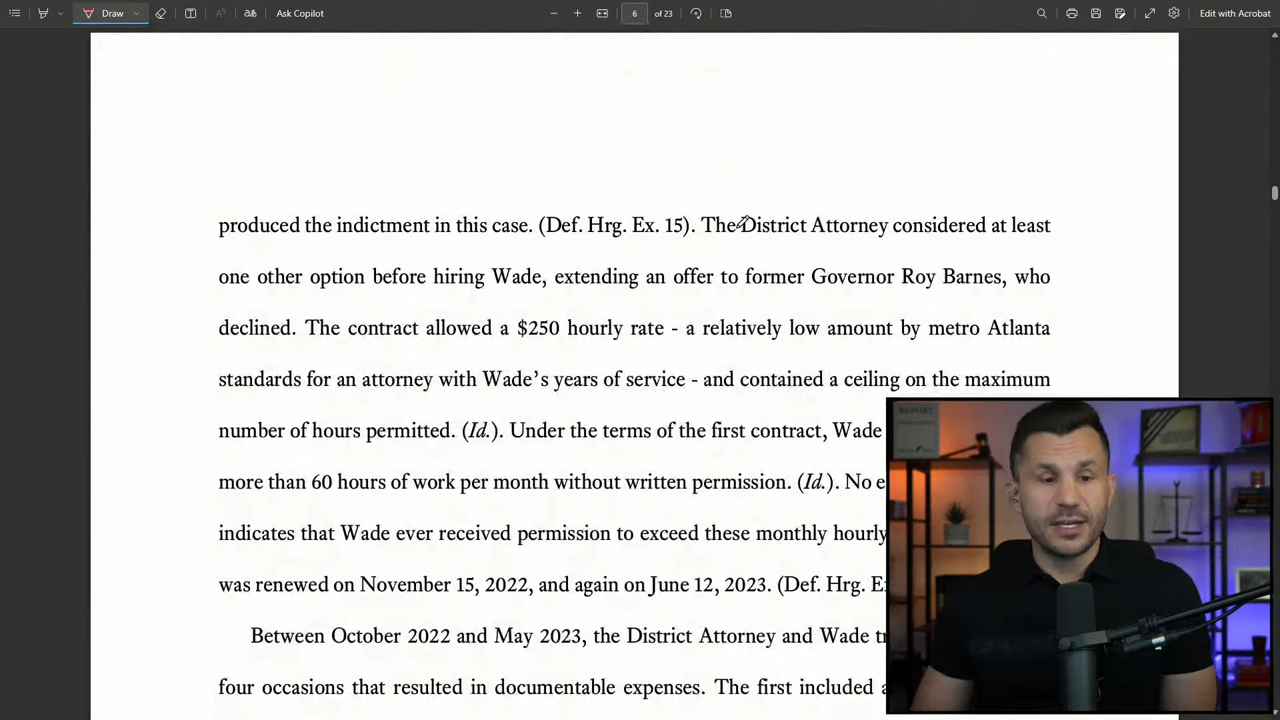 Draw
Ask Copilot
6 of 23
Edit with Acrobat
produced the indictment in this case. (Def. Hrg. Ex. 15). The District Attorney considered at least
one other option before hiring Wade, extending an offer to former Governor Roy Barnes, who
declined. The contract allowed a $250 hourly rate - a relatively low amount by metro Atlanta
standards for an attorney with Wade's years of service - and contained a ceiling on the maximum
number of hours permitted. (Id.). Under the terms of the first contract, Wade
more than 60 hours of work per month without written permission. (Id.). No e
indicates that Wade ever received permission to exceed these monthly hourly
was renewed on November 15, 2022, and again on June 12, 2023. (Def. Hrg. E
Between October 2022 and May 2023, the District Attorney and Wade tr
four occasions that resulted in documentable expenses. The first included a
REPORT